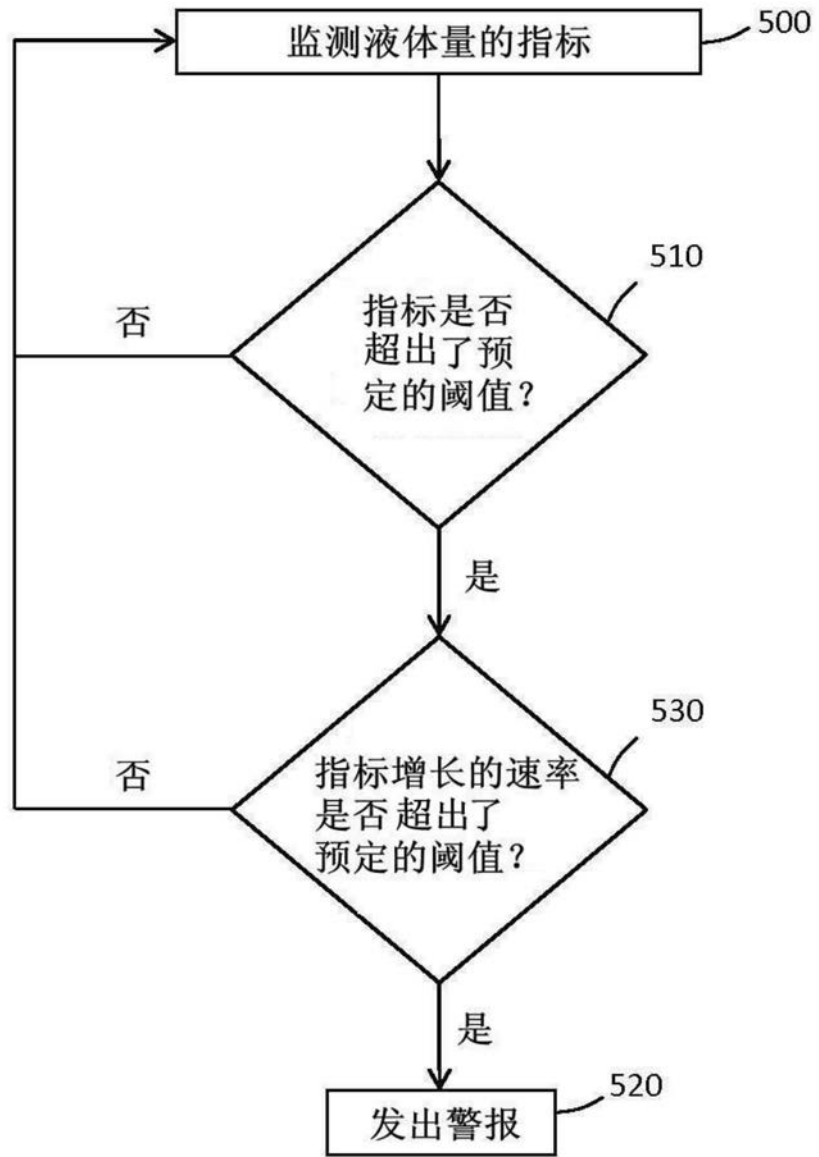 监测液体量的指标
500
510
指标是否
超出了预
定的阈值？
否
是
530
指标增长的速率
是否 超出了
预定的阈值？
否
是
520
发出警报